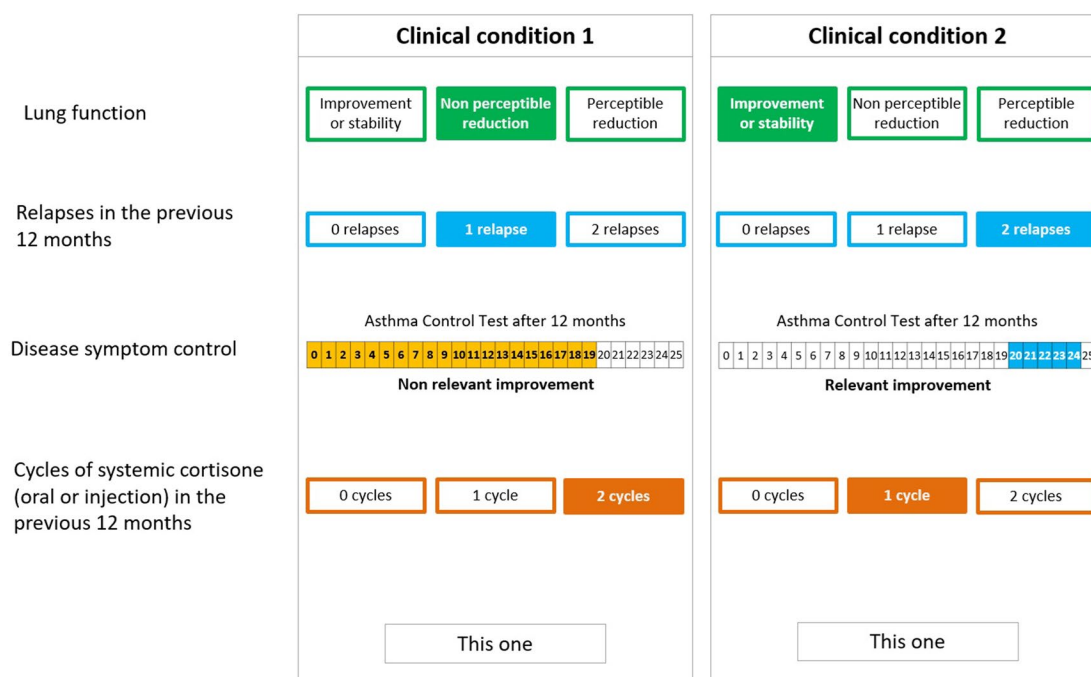 Clinical condition 1
Clinical condition 2
Lung function
Improvement
or stability
Non perceptible
reduction
Perceptible
reduction
Improvement
or stability
Non perceptible
reduction
Perceptible
reduction
Relapses in the previous
12 months
0 relapses
1 relapse
2 relapses
0 relapses
1 relapse
2 relapses
Disease symptom control
Asthma Control Test after 12 months
0 1 2 3 4 5 6 7 8 9 10 11 12 13 14 15 16 17 18 19 20 21 22 23 24 25
Non relevant improvement
Asthma Control Test after 12 months
0 1 2 3 4 5 6 7 8 9 10 11 12 13 14 15 16 17 18 19 20 21 22 23 24 25
Relevant improvement
Cycles of systemic cortisone
(oral or injection) in the
previous 12 months
0 cycles
1 cycle
2 cycles
0 cycles
1 cycle
2 cycles
This one
This one